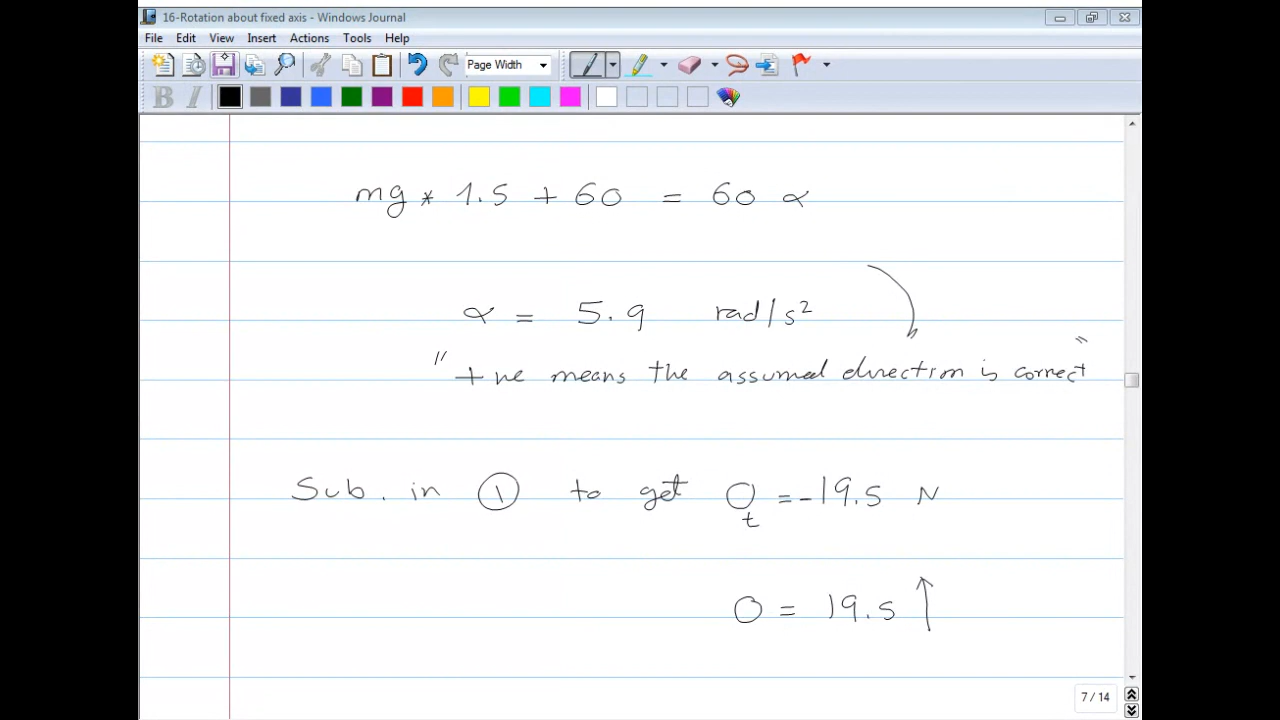 16-Rotation about fixed axis - Windows Journal
File Edit View Insert Actions Tools Help
Page Width
B I
mg * 1.5 + 60 = 60 α
α = 5.9 rad/s²
" +ve means the assumed direction is correct "
Sub. in ① to get Oₜ = -19.5 N
O = 19.5 ↑
7 / 14